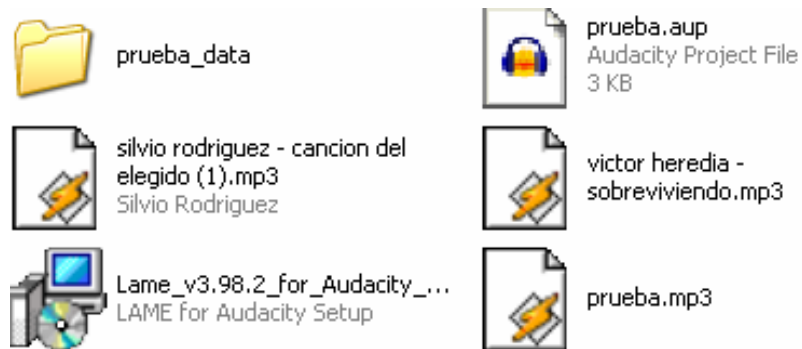 prueba_data
prueba.aup
Audacity Project File
3 KB
silvio rodriguez - cancion del
elegido (1).mp3
Silvio Rodriguez
victor heredia -
sobreviviendo.mp3
Lame_v3.98.2_for_Audacity_...
LAME for Audacity Setup
prueba.mp3